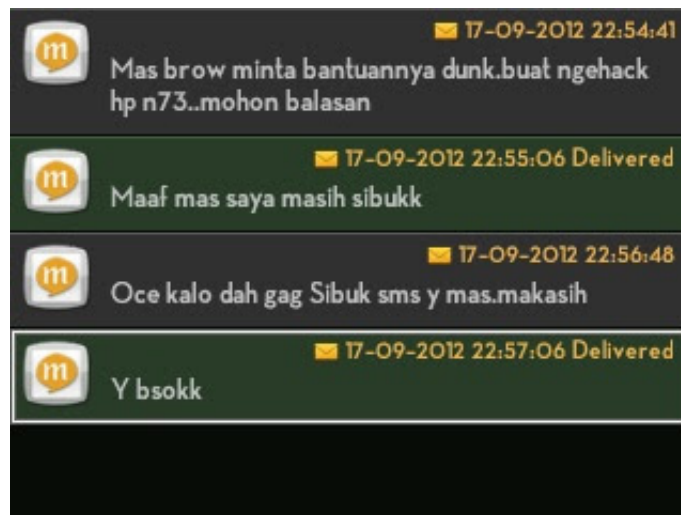 17-09-2012 22:54:41
Mas brow minta bantuannya dunk.buat ngehack
hp n73..mohon balasan
17-09-2012 22:55:06 Delivered
Maaf mas saya masih sibukk
17-09-2012 22:56:48
Oce kalo dah gag Sibuk sms y mas.makasih
17-09-2012 22:57:06 Delivered
Y bsokk